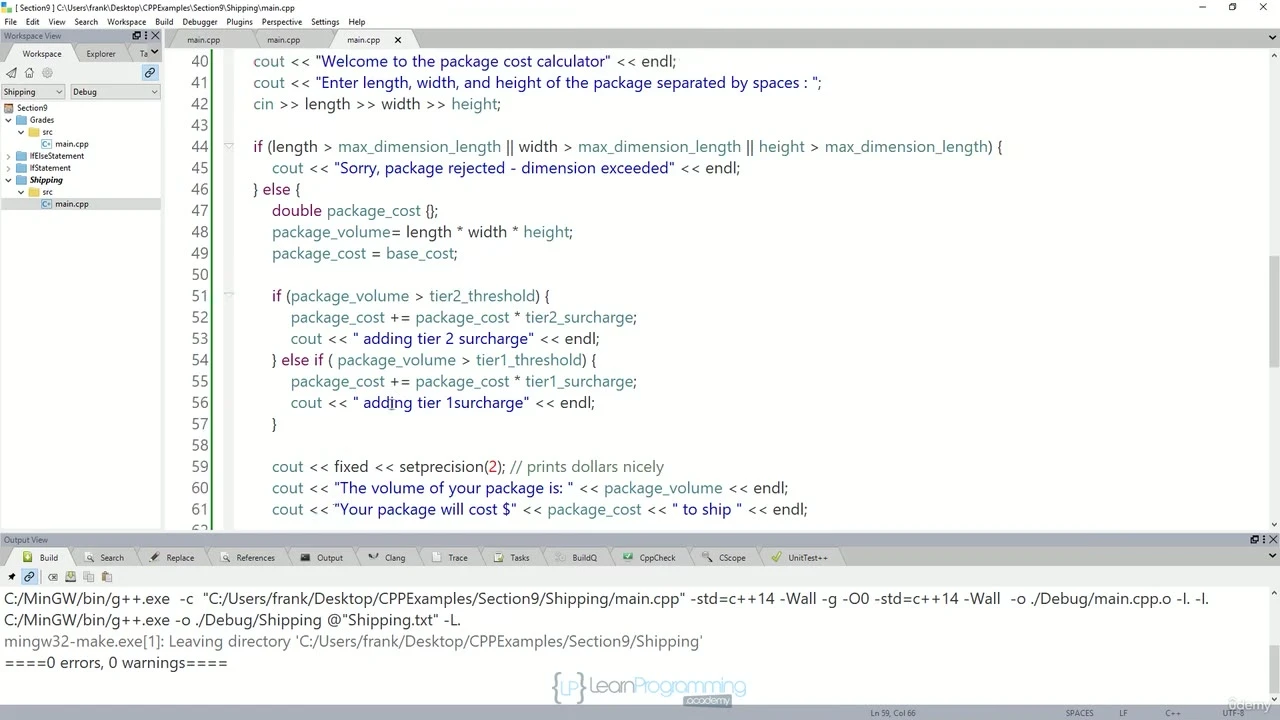 [ Section9 ] C:\Users\frank\Desktop\CPPExamples\Section9\Shipping\main.cpp
File Edit View Search Workspace Build Debugger Plugins Perspective Settings Help
Workspace View
main.cpp main.cpp main.cpp
Workspace Explorer Ta
Shipping Debug
Section9
Grades
src
main.cpp
IfElseStatement
IfStatement
Shipping
src
main.cpp
40 cout << "Welcome to the package cost calculator" << endl;
41 cout << "Enter length, width, and height of the package separated by spaces : ";
42 cin >> length >> width >> height;
43
44 if (length > max_dimension_length || width > max_dimension_length || height > max_dimension_length) {
45 cout << "Sorry, package rejected - dimension exceeded" << endl;
46 } else {
47 double package_cost {};
48 package_volume= length * width * height;
49 package_cost = base_cost;
50
51 if (package_volume > tier2_threshold) {
52 package_cost += package_cost * tier2_surcharge;
53 cout << " adding tier 2 surcharge" << endl;
54 } else if ( package_volume > tier1_threshold) {
55 package_cost += package_cost * tier1_surcharge;
56 cout << " adding tier 1surcharge" << endl;
57 }
58
59 cout << fixed << setprecision(2); // prints dollars nicely
60 cout << "The volume of your package is: " << package_volume << endl;
61 cout << "Your package will cost $" << package_cost << " to ship " << endl;
Output View
Build Search Replace References Output Clang Trace Tasks BuildQ CppCheck CScope UnitTest++
C:/MinGW/bin/g++.exe -c "C:/Users/frank/Desktop/CPPExamples/Section9/Shipping/main.cpp" -std=c++14 -Wall -g -O0 -std=c++14 -Wall -o ./Debug/main.cpp.o -I. -I.
C:/MinGW/bin/g++.exe -o ./Debug/Shipping @"Shipping.txt" -L.
mingw32-make.exe[1]: Leaving directory 'C:/Users/frank/Desktop/CPPExamples/Section9/Shipping'
====0 errors, 0 warnings====
{LP} LearnProgramming
academy
udemy
Ln 59, Col 66 SPACES LF C++ UTF-8